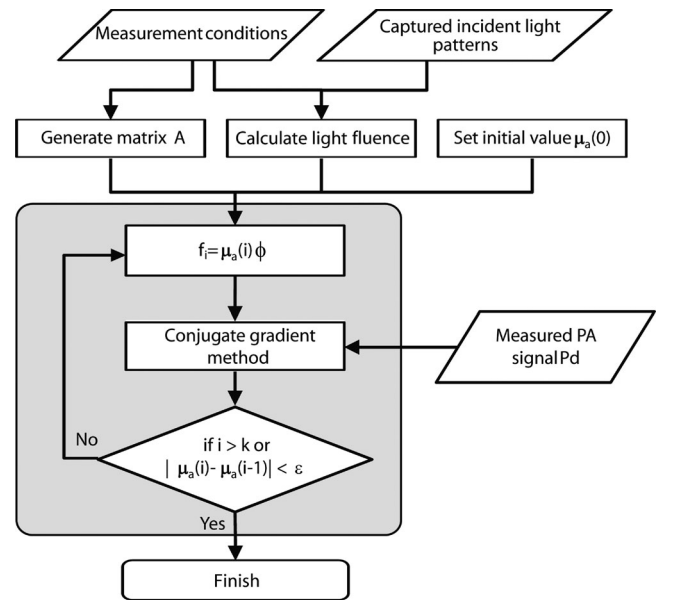 Measurement conditions
Captured incident light
patterns
Generate matrix A
Calculate light fluence
Set initial value μa(0)
fi= μa(i) ϕ
Conjugate gradient
method
Measured PA
signal Pd
No
if i > k or
| μa(i)- μa(i-1)| < ε
Yes
Finish